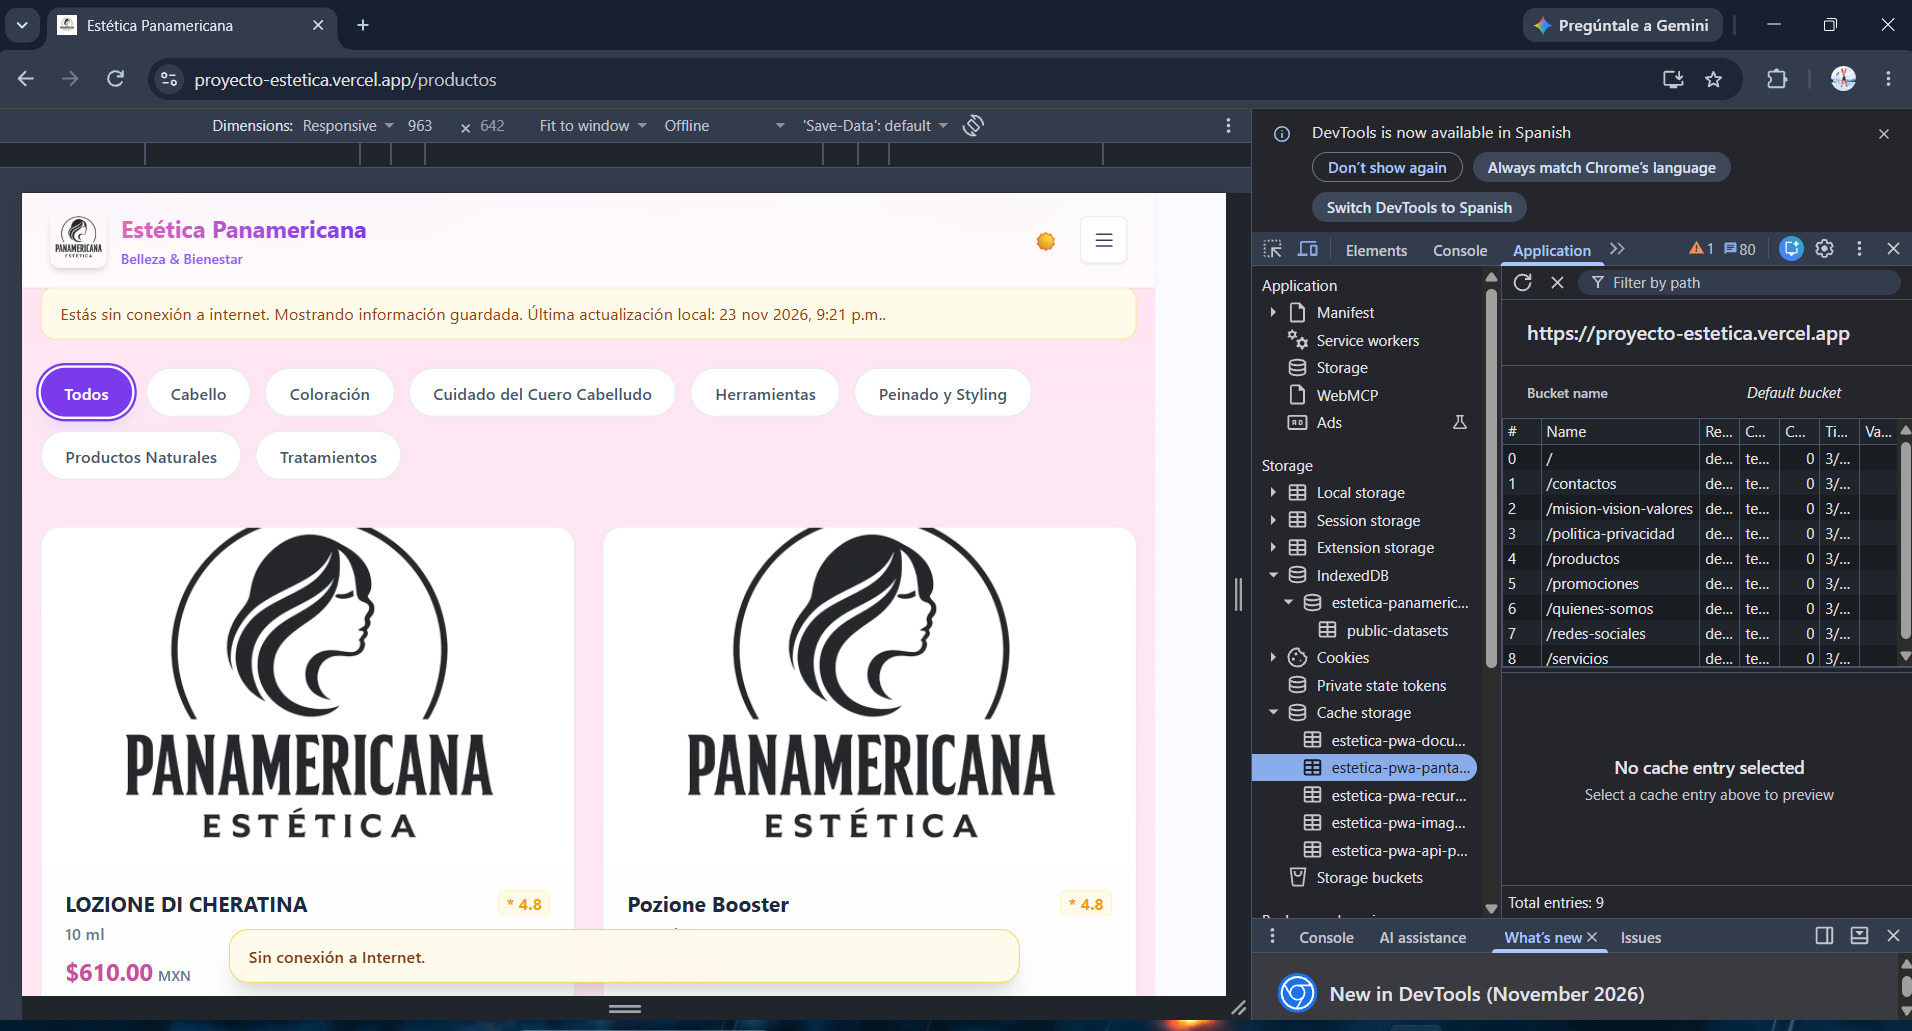 Estética Panamericana
Pregúntale a Gemini
proyecto-estetica.vercel.app/productos
Dimensions: Responsive 963 × 642 Fit to window Offline 'Save-Data': default
PANAMERICANA
ESTÉTICA
Estética Panamericana
Belleza & Bienestar
Estás sin conexión a internet. Mostrando información guardada. Última actualización local: 23 nov 2026, 9:21 p.m..
Todos
Cabello
Coloración
Cuidado del Cuero Cabelludo
Herramientas
Peinado y Styling
Productos Naturales
Tratamientos
PANAMERICANA
ESTÉTICA
PANAMERICANA
ESTÉTICA
LOZIONE DI CHERATINA
* 4.8
10 ml
$610.00 MXN
Pozione Booster
* 4.8
Sin conexión a Internet.
DevTools is now available in Spanish
Don't show again
Always match Chrome's language
Switch DevTools to Spanish
Elements Console Application 1 80
Application
Manifest
Service workers
Storage
WebMCP
Ads
Storage
Local storage
Session storage
Extension storage
IndexedDB
estetica-panameric...
public-datasets
Cookies
Private state tokens
Cache storage
estetica-pwa-docu...
estetica-pwa-panta...
estetica-pwa-recur...
estetica-pwa-imag...
estetica-pwa-api-p...
Storage buckets
Filter by path
https://proyecto-estetica.vercel.app
Bucket name Default bucket
# Name Re... C... C... Ti... Va...
0 / de... te... 0 3/...
1 /contactos de... te... 0 3/...
2 /mision-vision-valores de... te... 0 3/...
3 /politica-privacidad de... te... 0 3/...
4 /productos de... te... 0 3/...
5 /promociones de... te... 0 3/...
6 /quienes-somos de... te... 0 3/...
7 /redes-sociales de... te... 0 3/...
8 /servicios de... te... 0 3/...
No cache entry selected
Select a cache entry above to preview
Total entries: 9
Console AI assistance What's new Issues
New in DevTools (November 2026)